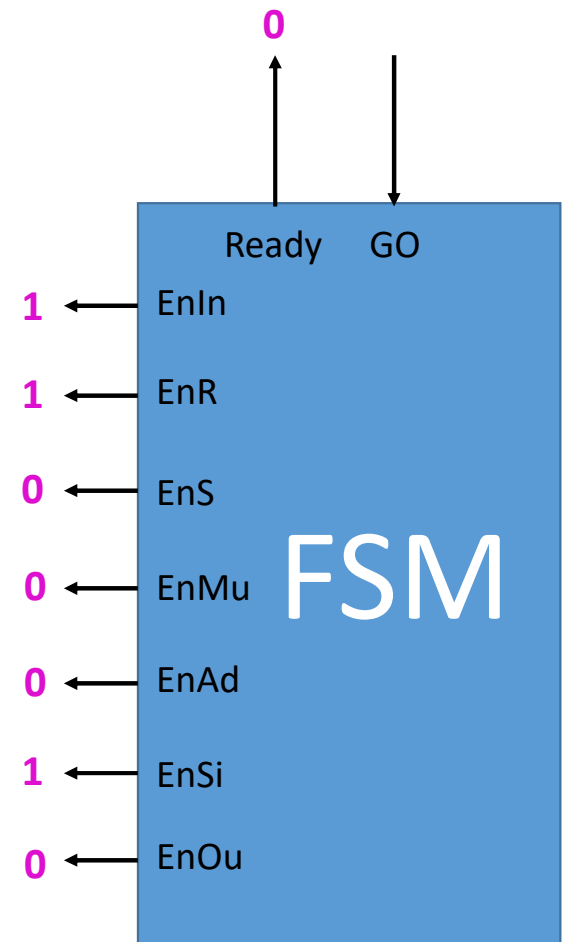 0
Ready GO
1 EnIn
1 EnR
0 EnS
0 EnMu
FSM
0 EnAd
1 EnSi
0 EnOu